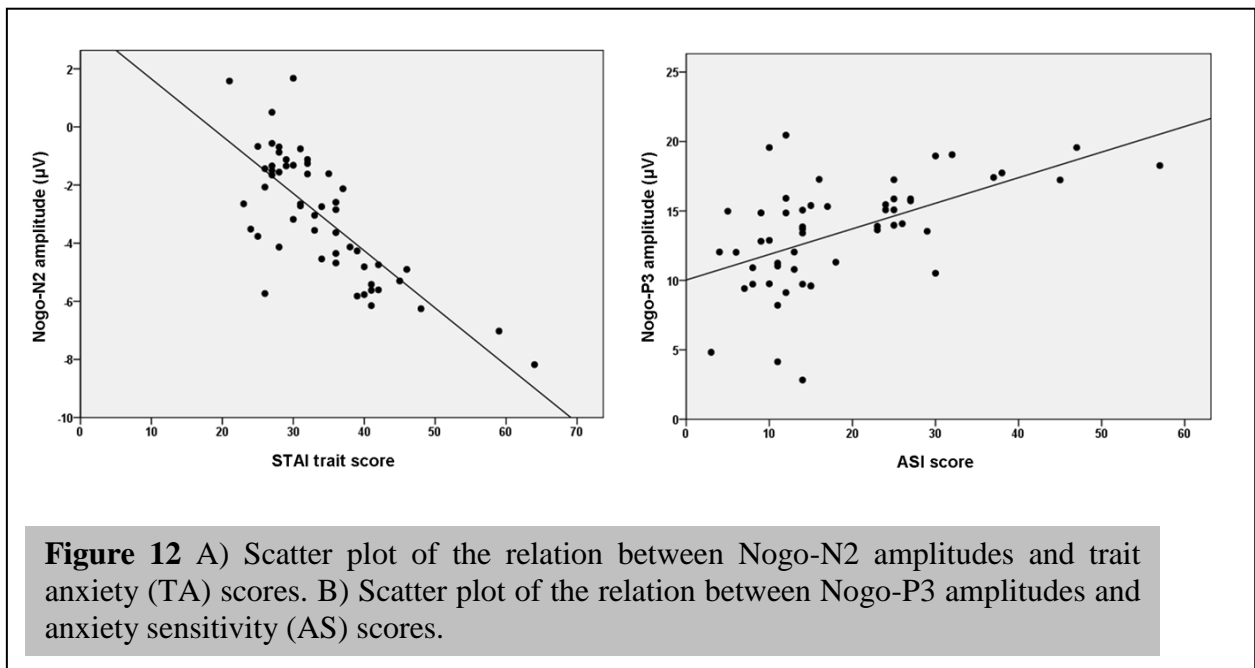 2
0
-2
-4
-6
-8
-10
Nogo-N2 amplitude (µV)
0 10 20 30 40 50 60 70
STAI trait score
25
20
15
10
5
0
Nogo-P3 amplitude (µV)
0 10 20 30 40 50 60
ASI score
Figure 12 A) Scatter plot of the relation between Nogo-N2 amplitudes and trait
anxiety (TA) scores. B) Scatter plot of the relation between Nogo-P3 amplitudes and
anxiety sensitivity (AS) scores.